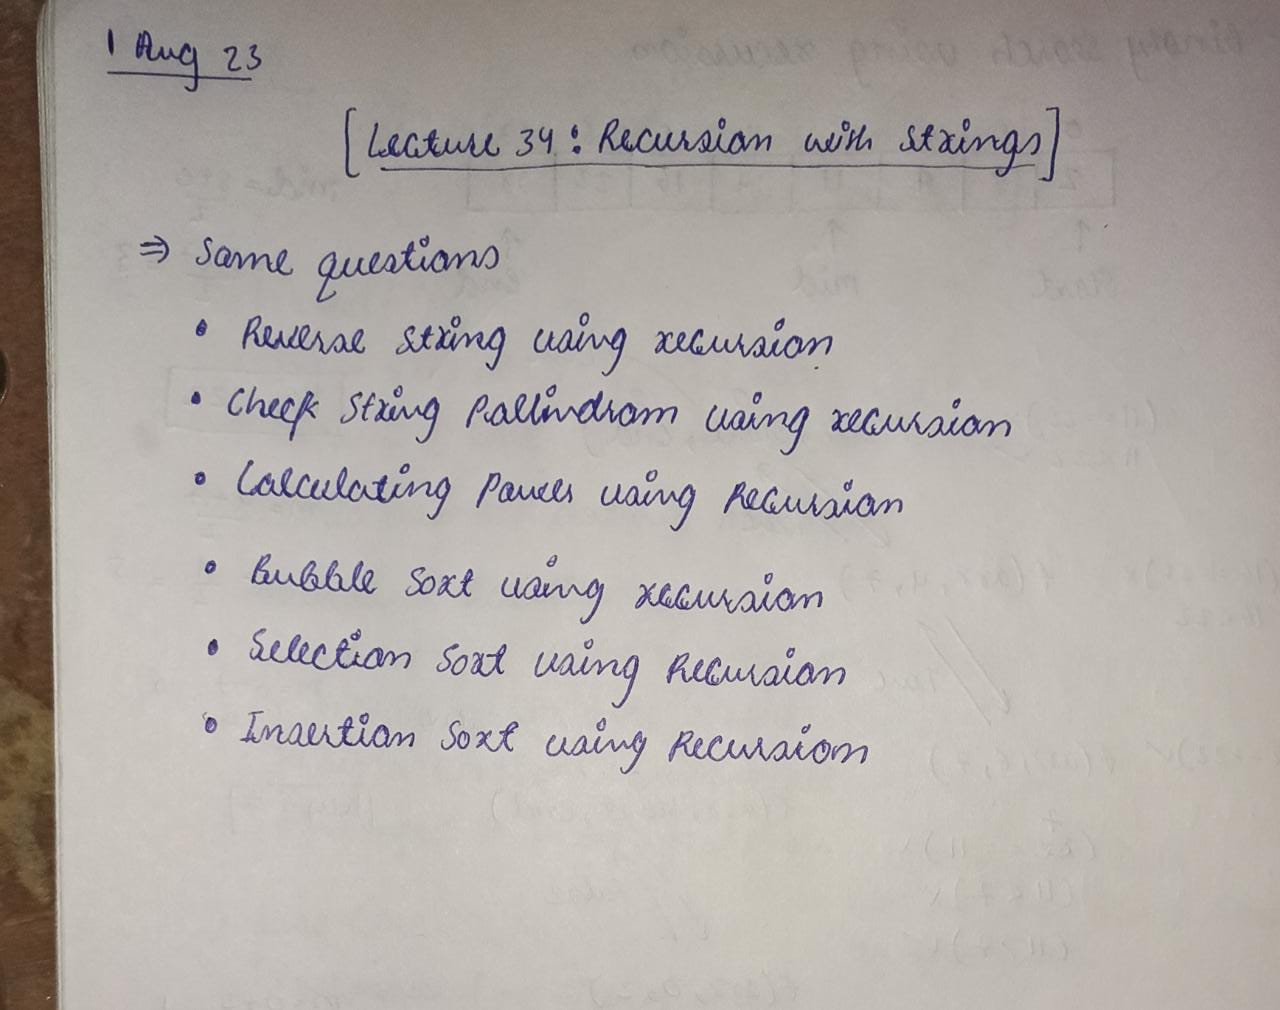 1 Aug 23
[Lecture 34 : Recursion with strings]
⇒ Some questions
• Reverse string using recursion
• Check string Pallindrom using recursion
• Calculating Power using Recursion
• Bubble sort using recursion
• Selection sort using Recursion
• Insertion sort using Recursion